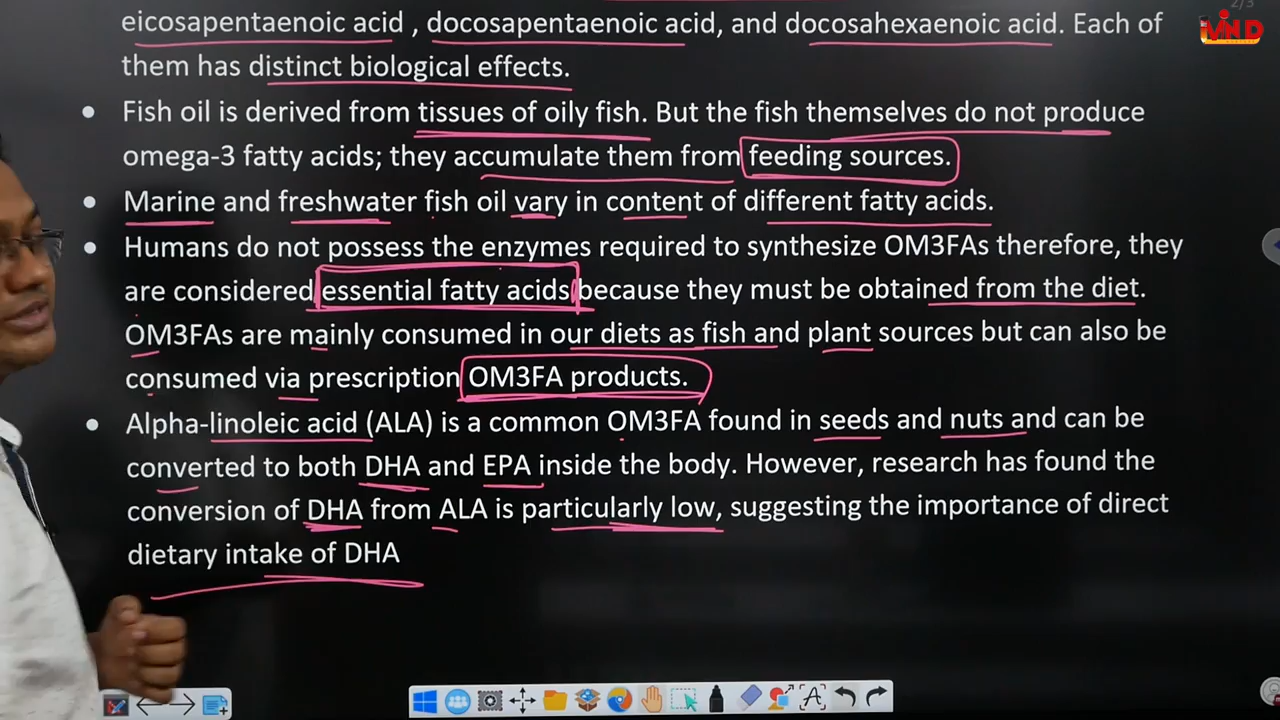 2/3
MIND
eicosapentaenoic acid , docosapentaenoic acid, and docosahexaenoic acid. Each of
them has distinct biological effects.
• Fish oil is derived from tissues of oily fish. But the fish themselves do not produce
omega-3 fatty acids; they accumulate them from feeding sources.
• Marine and freshwater fish oil vary in content of different fatty acids.
• Humans do not possess the enzymes required to synthesize OM3FAs therefore, they
are considered essential fatty acids because they must be obtained from the diet.
OM3FAs are mainly consumed in our diets as fish and plant sources but can also be
consumed via prescription OM3FA products.
• Alpha-linoleic acid (ALA) is a common OM3FA found in seeds and nuts and can be
converted to both DHA and EPA inside the body. However, research has found the
conversion of DHA from ALA is particularly low, suggesting the importance of direct
dietary intake of DHA